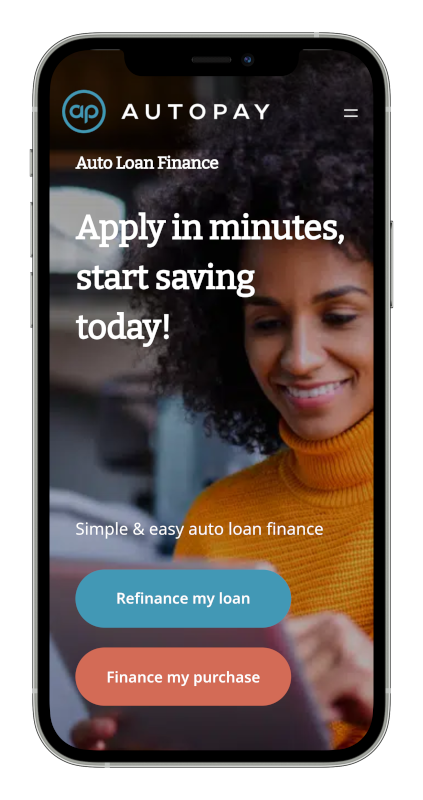 ap AUTOPAY
Auto Loan Finance
Apply in minutes,
start saving
today!
Simple & easy auto loan finance
Refinance my loan
Finance my purchase